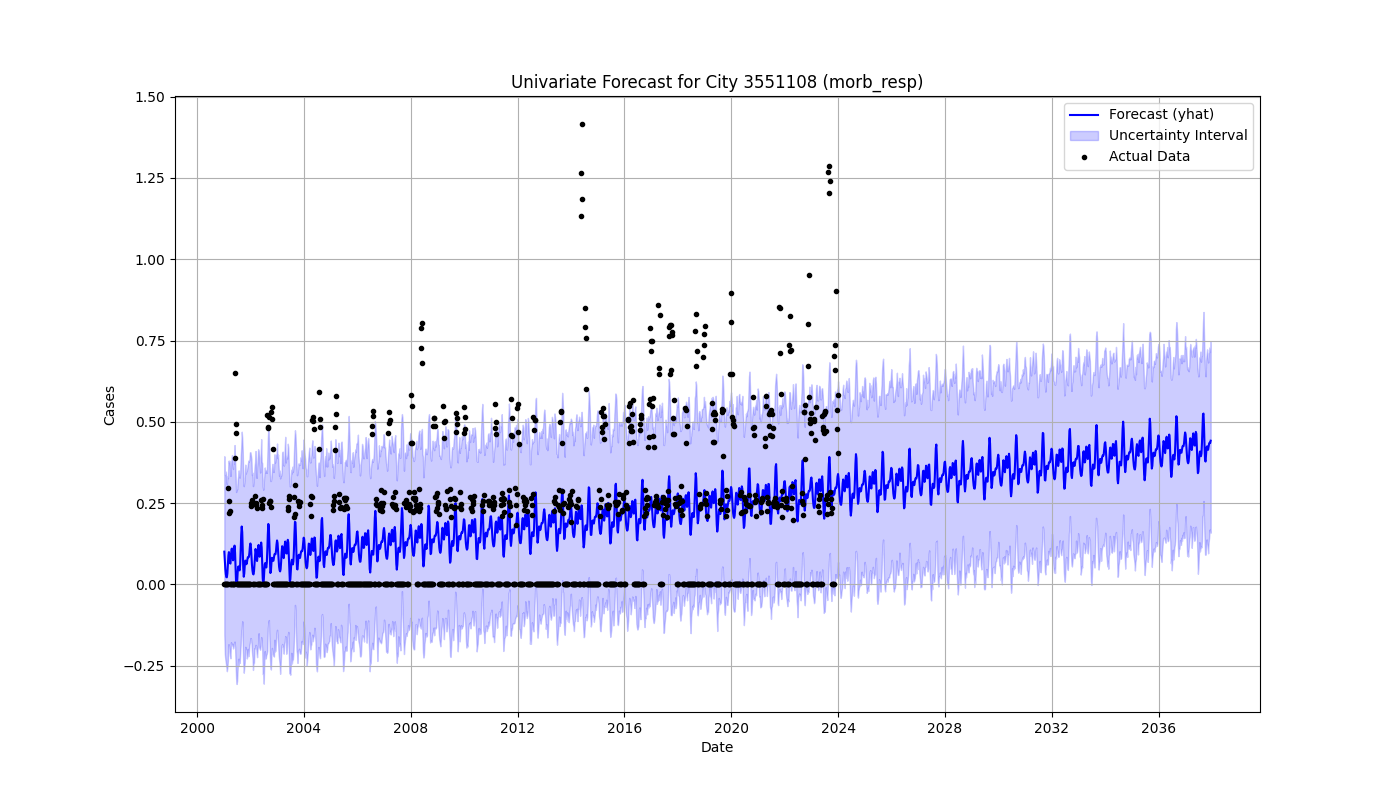 Univariate Forecast for City 3551108 (morb_resp)
1.50
1.25
1.00
0.75
0.50
0.25
0.00
−0.25
Cases
Forecast (yhat)
Uncertainty Interval
Actual Data
2000 2004 2008 2012 2016 2020 2024 2028 2032 2036
Date